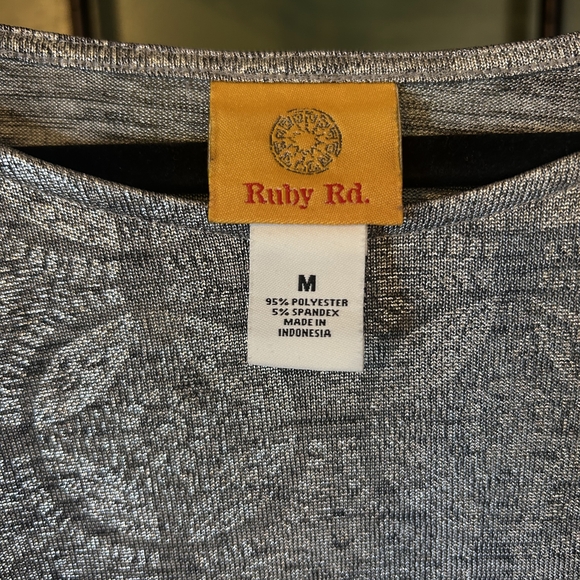 Ruby Rd.
M
95% POLYESTER
5% SPANDEX
MADE IN
INDONESIA